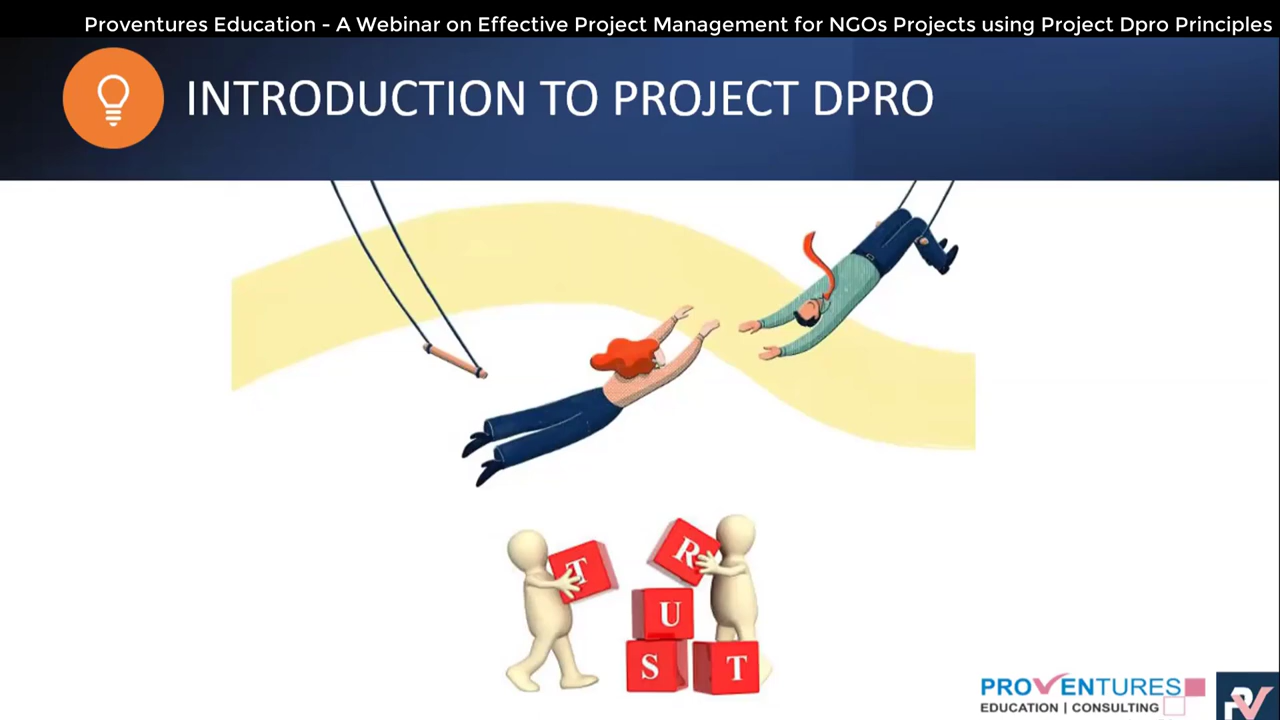 Proventures Education - A Webinar on Effective Project Management for NGOs Projects using Project Dpro Principles
INTRODUCTION TO PROJECT DPRO
T R
U
S T
PROVENTURES
EDUCATION | CONSULTING
PV